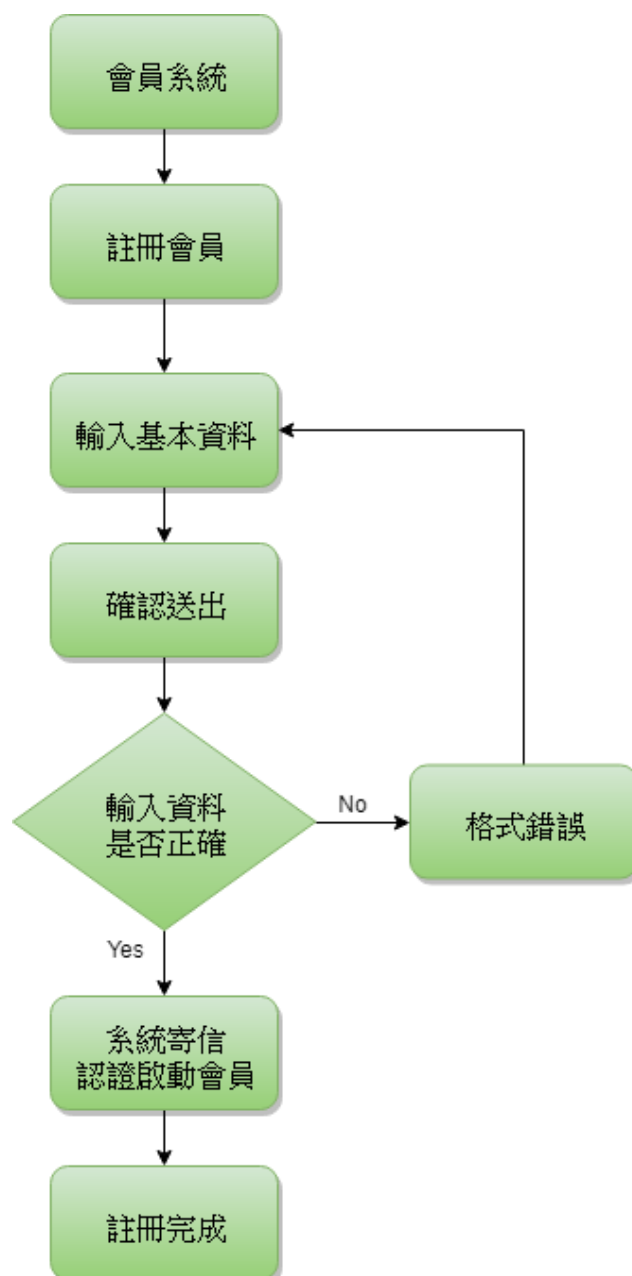 會員系統
註冊會員
輸入基本資料
確認送出
輸入資料
是否正確
No
格式錯誤
Yes
系統寄信
認證啟動會員
註冊完成